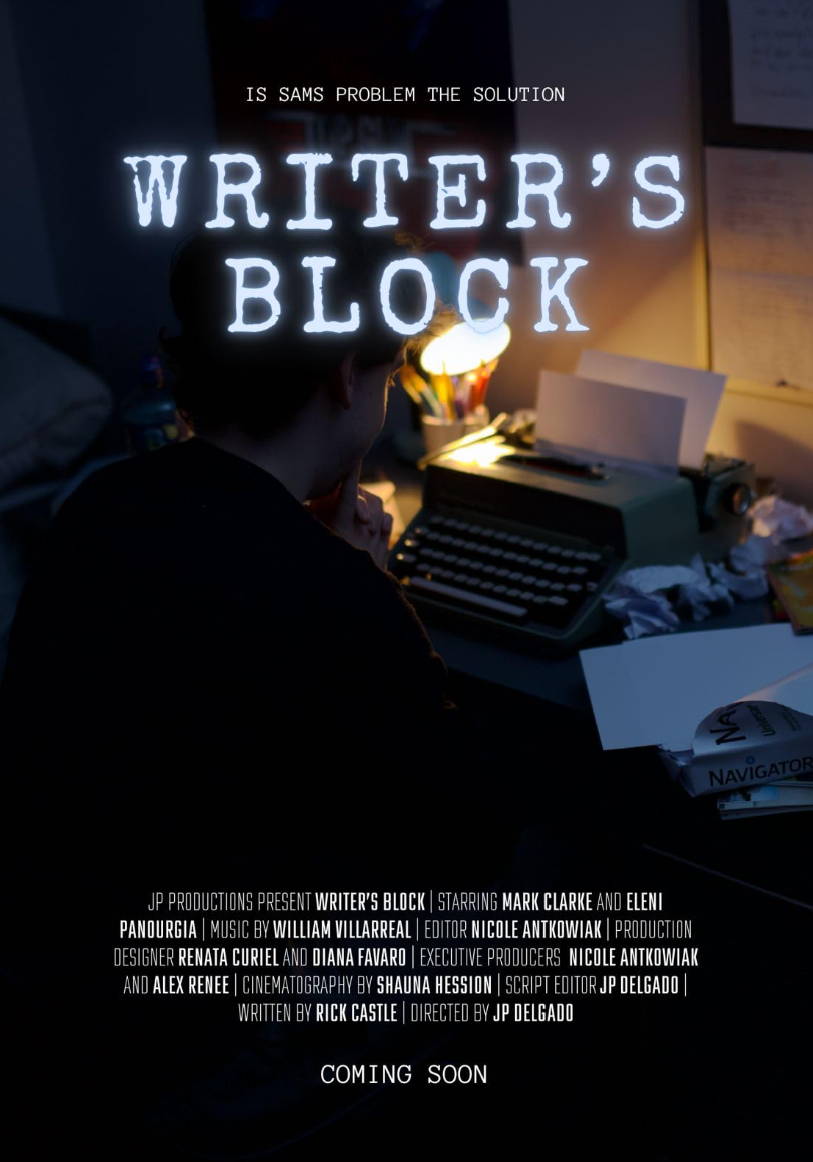 IS SAMS PROBLEM THE SOLUTION
WRITER'S
BLOCK
NAVIGATOR
JP PRODUCTIONS PRESENT WRITER'S BLOCK | STARRING MARK CLARKE AND ELENI
PANOURGIA | MUSIC BY WILLIAM VILLARREAL | EDITOR NICOLE ANTKOWIAK | PRODUCTION
DESIGNER RENATA CURIEL AND DIANA FAVARO | EXECUTIVE PRODUCERS NICOLE ANTKOWIAK
AND ALEX RENEE | CINEMATOGRAPHY BY SHAUNA HESSION | SCRIPT EDITOR JP DELGADO |
WRITTEN BY RICK CASTLE | DIRECTED BY JP DELGADO
COMING SOON